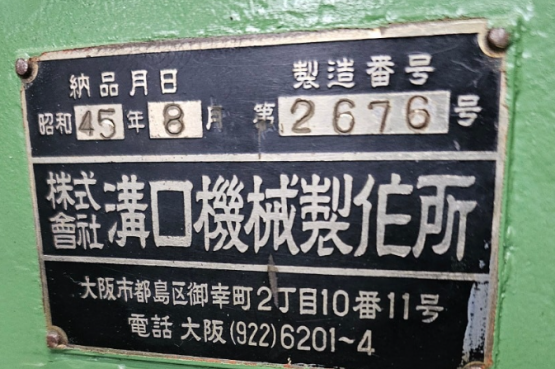 納品月日 製造番号
昭和45年8月 第2676号
株式會社 溝口機械製作所
大阪市都島区御幸町2丁目10番11号
電話 大阪(922)6201~4